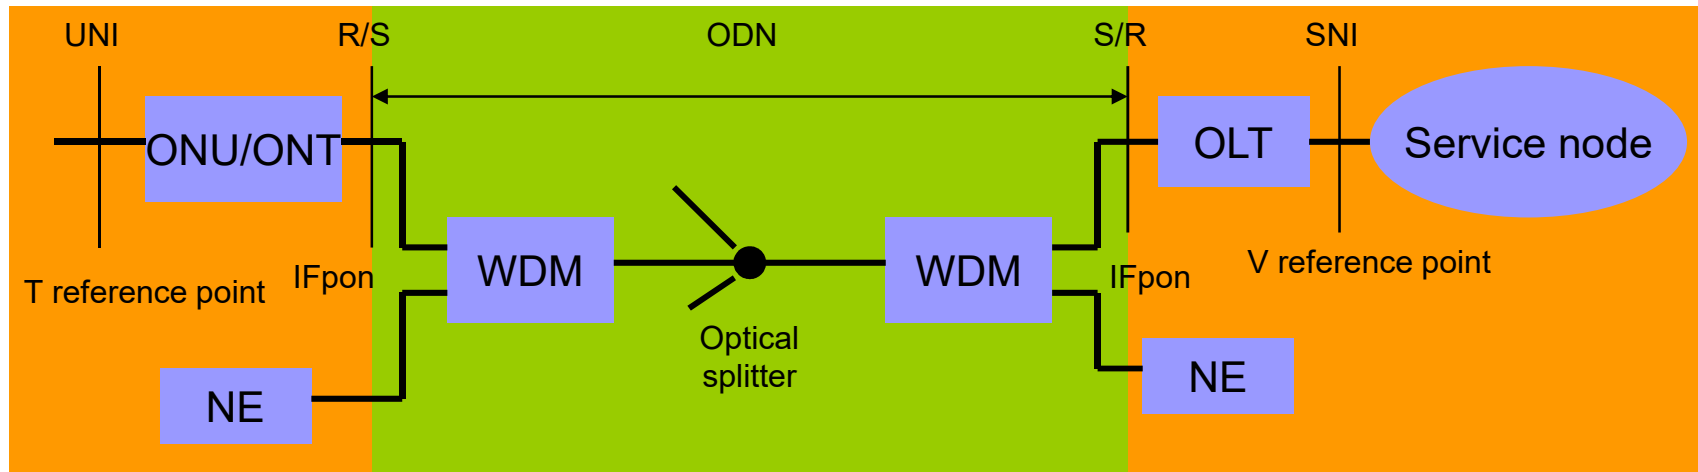 UNI
R/S
ODN
S/R
SNI
ONU/ONT
OLT
Service node
WDM
WDM
T reference point
IFpon
IFpon
V reference point
Optical
splitter
NE
NE